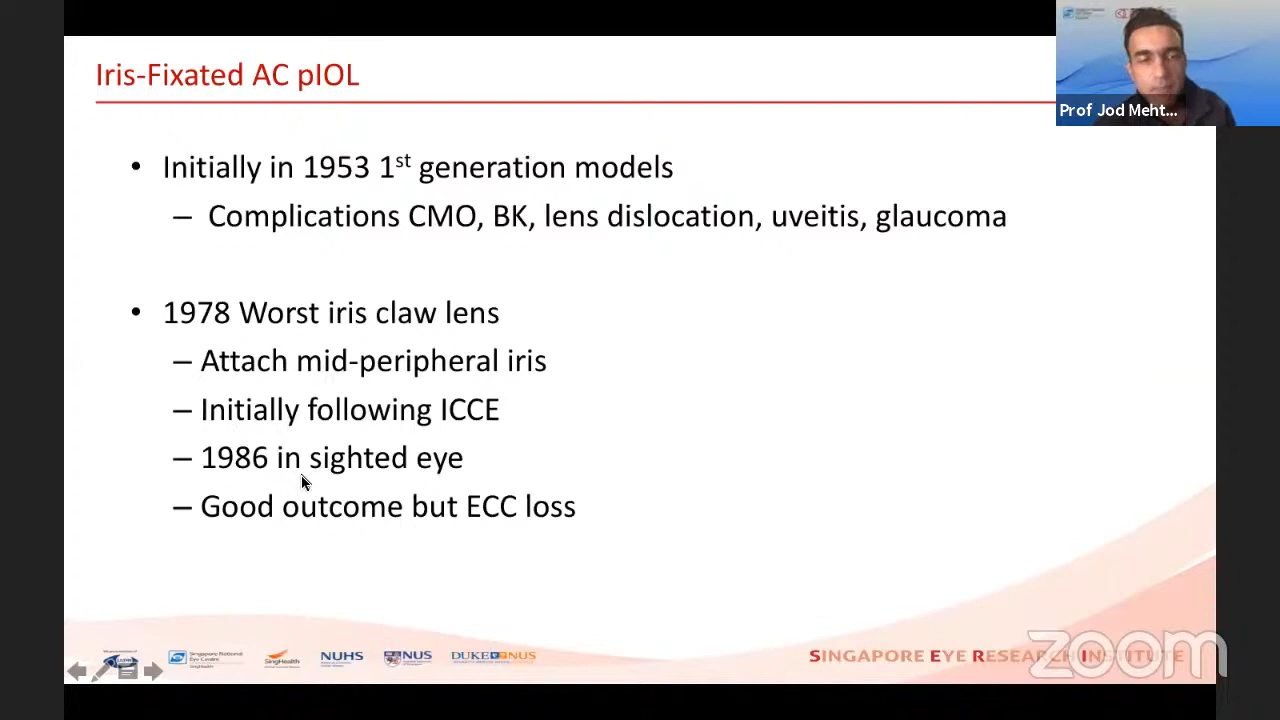 Iris-Fixated AC pIOL
Prof Jod Meht...
• Initially in 1953 1st generation models
– Complications CMO, BK, lens dislocation, uveitis, glaucoma
• 1978 Worst iris claw lens
– Attach mid-peripheral iris
– Initially following ICCE
– 1986 in sighted eye
– Good outcome but ECC loss
Singapore National
Eye Centre
SingHealth
SingHealth
NUHS
NUS
DUKE NUS
SINGAPORE EYE RESEARCH INSTITUTE
zoom